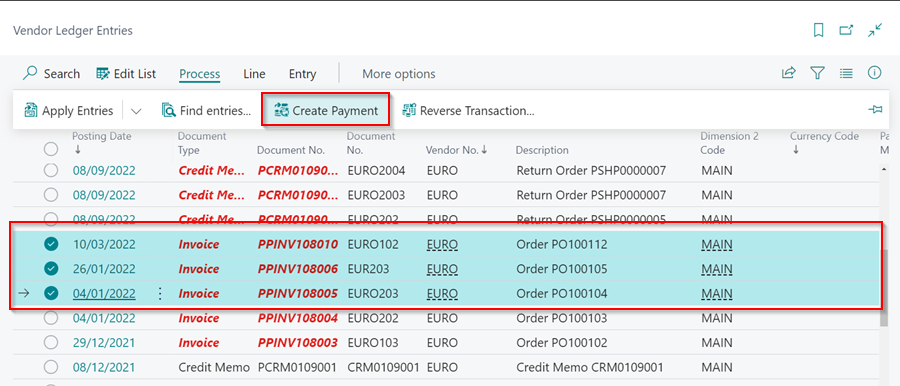 Vendor Ledger Entries
Search Edit List Process Line Entry More options
Apply Entries Find entries... Create Payment Reverse Transaction...
Posting Date ↓ Document Type Document No. Document No. Vendor No. ↓ Description Dimension 2 Code Currency Code ↓ Pa M
08/09/2022 Credit Me... PCRM01090... EURO2004 EURO Return Order PSHP0000007 MAIN
08/09/2022 Credit Me... PCRM01090... EURO2003 EURO Return Order PSHP0000007 MAIN
08/09/2022 Credit Me... PCRM01090... EURO202 EURO Return Order PSHP0000005 MAIN
10/03/2022 Invoice PPINV108010 EURO102 EURO Order PO100112 MAIN
26/01/2022 Invoice PPINV108006 EUR203 EURO Order PO100105 MAIN
04/01/2022 Invoice PPINV108005 EURO203 EURO Order PO100104 MAIN
04/01/2022 Invoice PPINV108004 EURO202 EURO Order PO100103 MAIN
29/12/2021 Invoice PPINV108003 EURO103 EURO Order PO100102 MAIN
08/12/2021 Credit Memo PCRM0109001 CRM0109001 EURO Credit Memo CRM0109001 MAIN